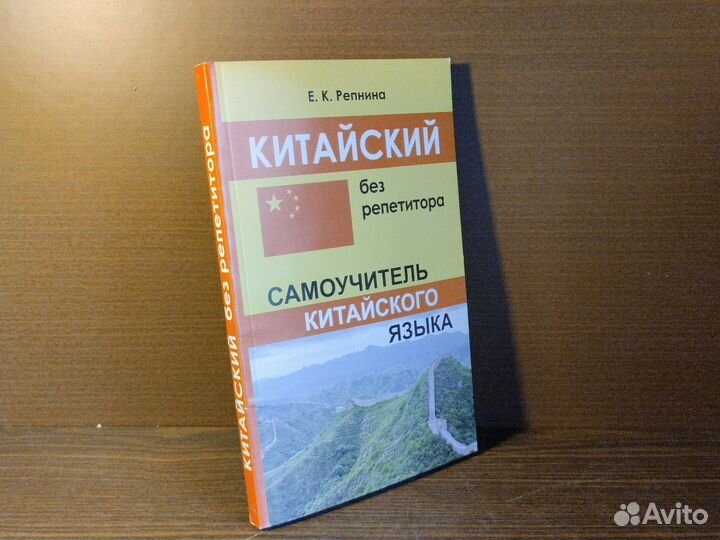 Е. К. Репнина
КИТАЙСКИЙ
без
репетитора
САМОУЧИТЕЛЬ
КИТАЙСКОГО
ЯЗЫКА
КИТАЙСКИЙ без репетитора
Avito